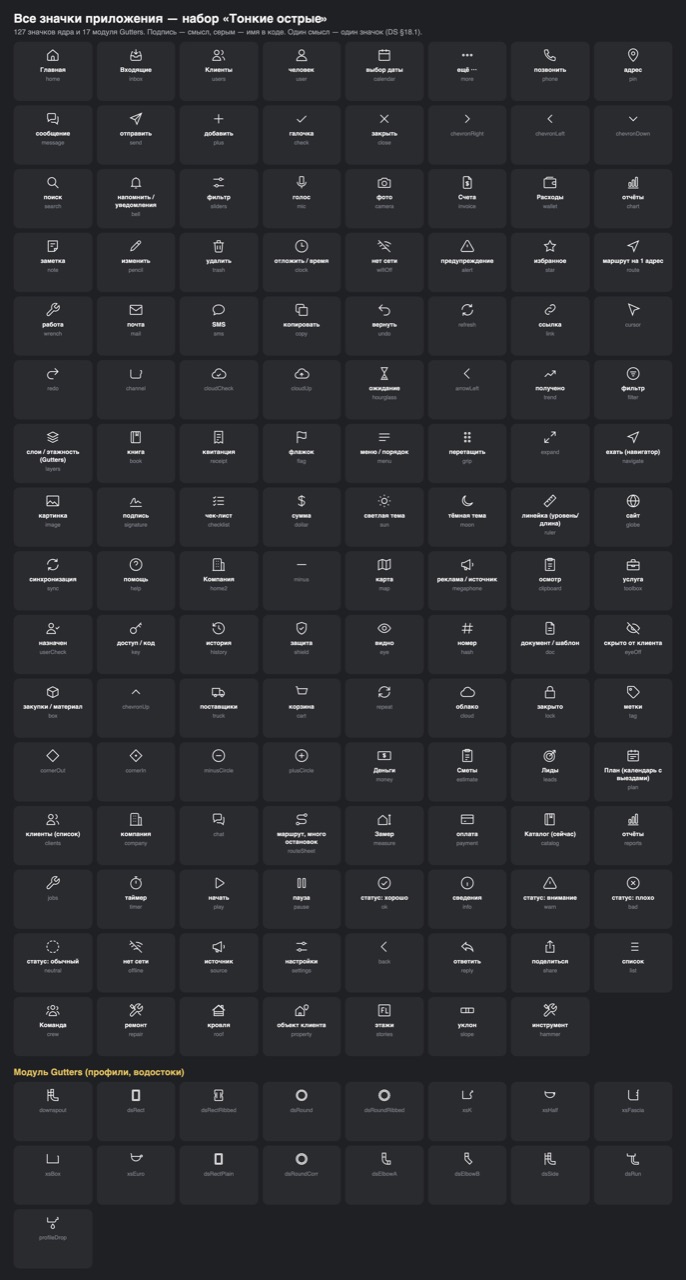 Все значки приложения — набор «Тонкие острые»
127 значков ядра и 17 модуля Gutters. Подпись — смысл, серым — имя в коде. Один смысл — один значок (DS §18.1).
Главная
home
Входящие
inbox
Клиенты
users
человек
user
выбор даты
calendar
ещё ···
more
позвонить
phone
адрес
pin
сообщение
message
отправить
send
добавить
plus
галочка
check
закрыть
close
chevronRight
chevronLeft
chevronDown
поиск
search
напомнить /
уведомления
bell
фильтр
sliders
голос
mic
фото
camera
Счета
invoice
Расходы
wallet
отчёты
chart
заметка
note
изменить
pencil
удалить
trash
отложить / время
clock
нет сети
wifiOff
предупреждение
alert
избранное
star
маршрут на 1 адрес
route
работа
wrench
почта
mail
SMS
sms
копировать
copy
вернуть
undo
refresh
ссылка
link
cursor
redo
channel
cloudCheck
cloudUp
ожидание
hourglass
arrowLeft
получено
trend
фильтр
filter
слои / этажность
(Gutters)
layers
книга
book
квитанция
receipt
флажок
flag
меню / порядок
menu
перетащить
grip
expand
ехать (навигатор)
navigate
картинка
image
подпись
signature
чек-лист
checklist
$
сумма
dollar
светлая тема
sun
тёмная тема
moon
линейка (уровень/
длина)
ruler
сайт
globe
синхронизация
sync
помощь
help
Компания
home2
minus
карта
map
реклама / источник
megaphone
осмотр
clipboard
услуга
toolbox
назначен
userCheck
доступ / код
key
история
history
защита
shield
видно
eye
номер
hash
документ / шаблон
doc
скрыто от клиента
eyeOff
закупки / материал
box
chevronUp
поставщики
truck
корзина
cart
repeat
облако
cloud
закрыто
lock
метки
tag
cornerOut
cornerIn
minusCircle
plusCircle
Деньги
money
Сметы
estimate
Лиды
leads
План (календарь с
выездами)
plan
клиенты (список)
clients
компания
company
chat
маршрут, много
остановок
routeSheet
Замер
measure
оплата
payment
Каталог (сейчас)
catalog
отчёты
reports
jobs
таймер
timer
начать
play
пауза
pause
статус: хорошо
ok
сведения
info
статус: внимание
warn
статус: плохо
bad
статус: обычный
neutral
нет сети
offline
источник
source
настройки
settings
back
ответить
reply
поделиться
share
список
list
Команда
crew
ремонт
repair
кровля
roof
объект клиента
property
FL
этажи
stories
уклон
slope
инструмент
hammer
Модуль Gutters (профили, водостоки)
downspout
dsRect
dsRectRibbed
dsRound
dsRoundRibbed
xsK
xsHalf
xsFascia
xsBox
xsEuro
dsRectPlain
dsRoundCorr
dsElbowA
dsElbowB
dsSide
dsRun
profileDrop